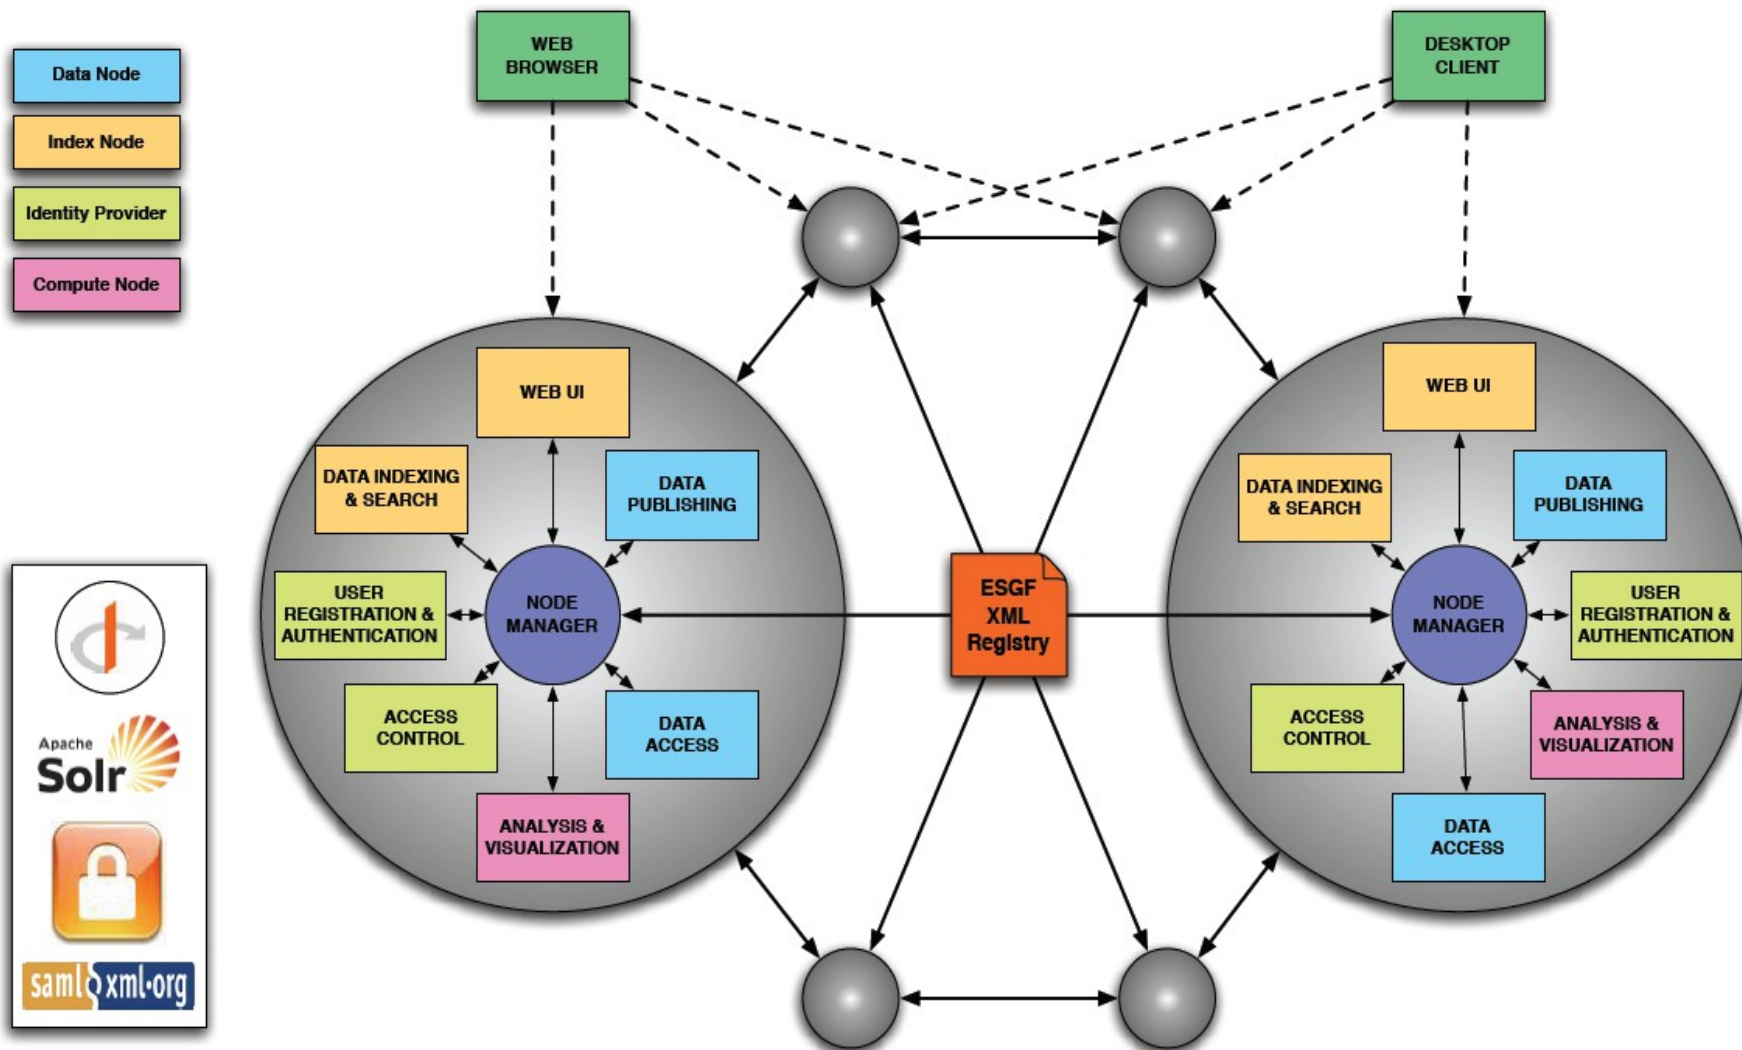 WEB
BROWSER
DESKTOP
CLIENT
Data Node
Index Node
Identity Provider
Compute Node
WEB UI
DATA INDEXING
& SEARCH
DATA
PUBLISHING
USER
REGISTRATION &
AUTHENTICATION
NODE
MANAGER
ACCESS
CONTROL
DATA
ACCESS
ANALYSIS &
VISUALIZATION
ESGF
XML
Registry
WEB UI
DATA INDEXING
& SEARCH
DATA
PUBLISHING
NODE
MANAGER
USER
REGISTRATION &
AUTHENTICATION
ACCESS
CONTROL
ANALYSIS &
VISUALIZATION
DATA
ACCESS
Apache
Solr
saml xml.org